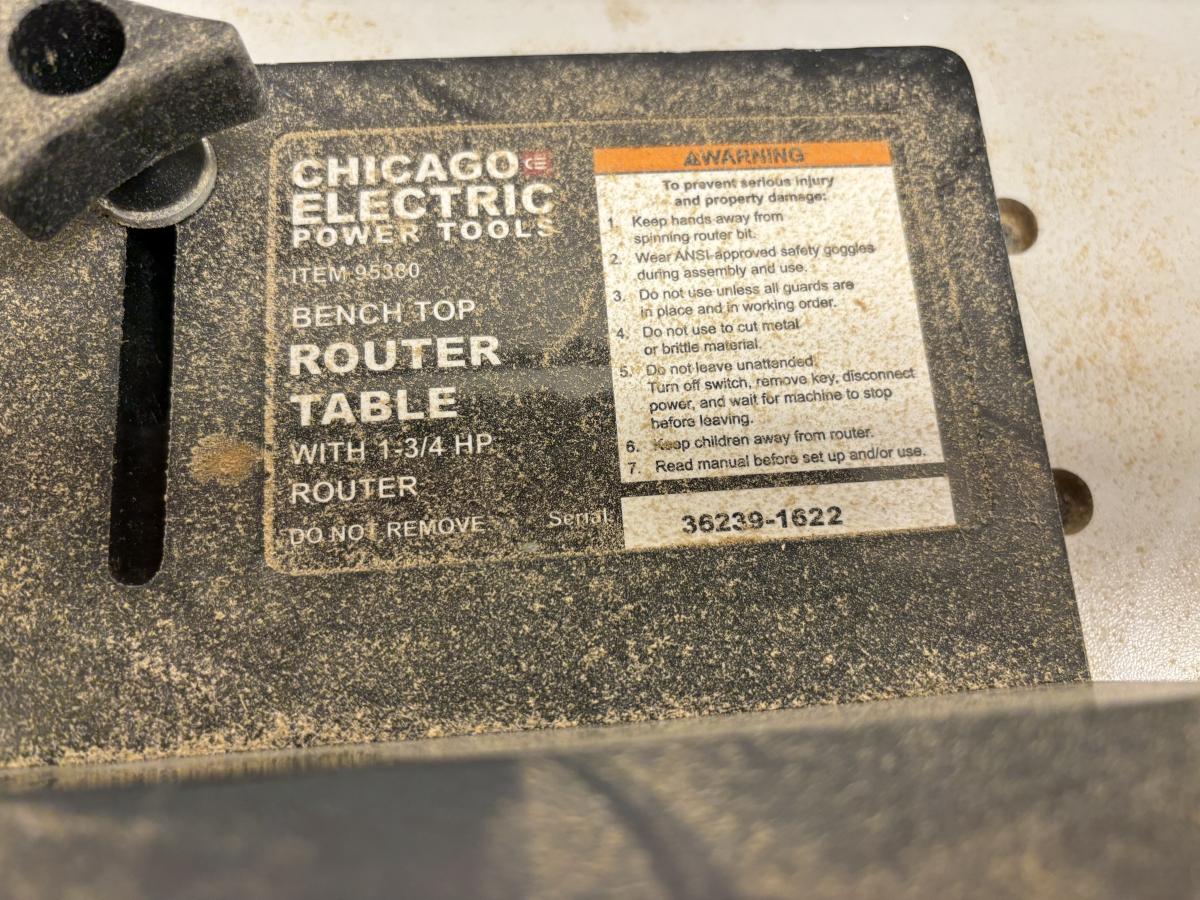 CHICAGO CE
ELECTRIC
POWER TOOLS
ITEM 95380
BENCH TOP
ROUTER
TABLE
WITH 1-3/4 HP
ROUTER
DO NOT REMOVE
⚠WARNING
To prevent serious injury
and property damage:
1. Keep hands away from
spinning router bit.
2. Wear ANSI-approved safety goggles
during assembly and use.
3. Do not use unless all guards are
in place and in working order.
4. Do not use to cut metal
or brittle material.
5. Do not leave unattended.
Turn off switch, remove key, disconnect
power, and wait for machine to stop
before leaving.
6. Keep children away from router.
7. Read manual before set up and/or use.
Serial: 36239-1622